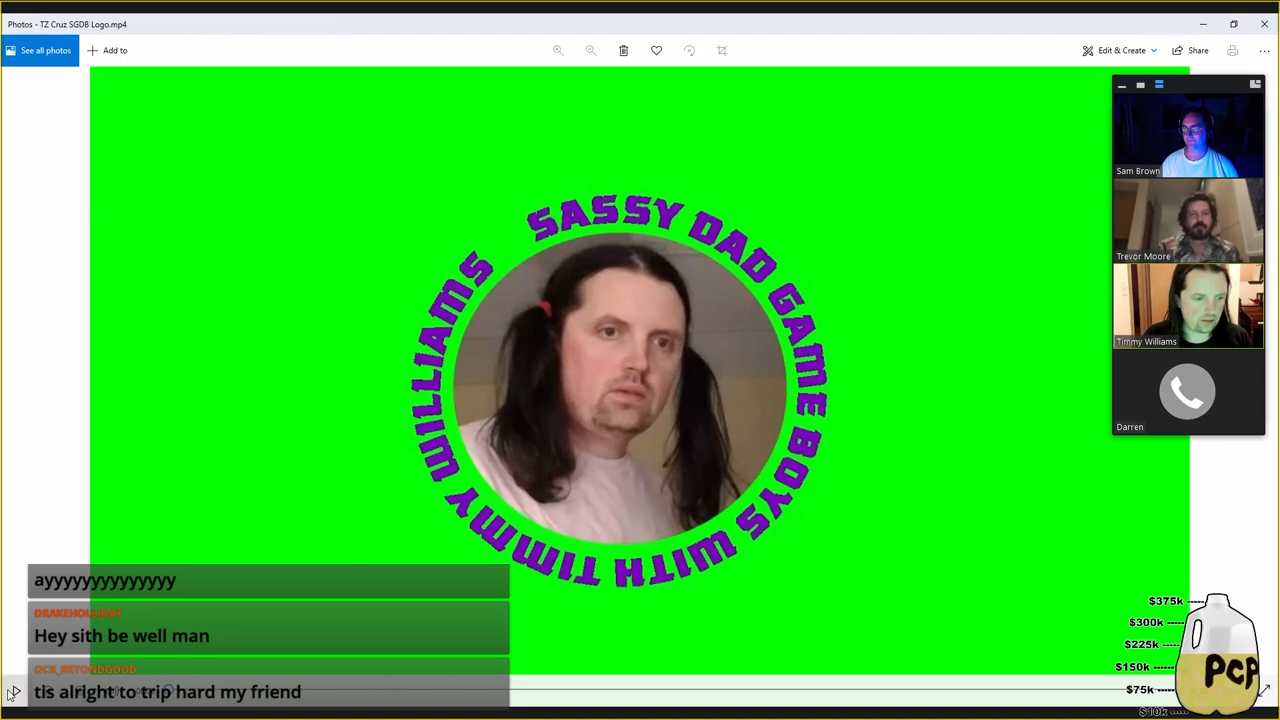 Photos - TZ Cruz SGDB Logo.mp4
See all photos
Add to
Edit & Create
Share
SASSY DAD GAME BOYS WITH TIMMY WILLIAMS
Sam Brown
Trevor Moore
Timmy Williams
Darren
ayyyyyyyyyyyyyy
Hey sith be well man
tis alright to trip hard my friend
$375k
$300k
$225k
$150k
$75k
$10k
PCP